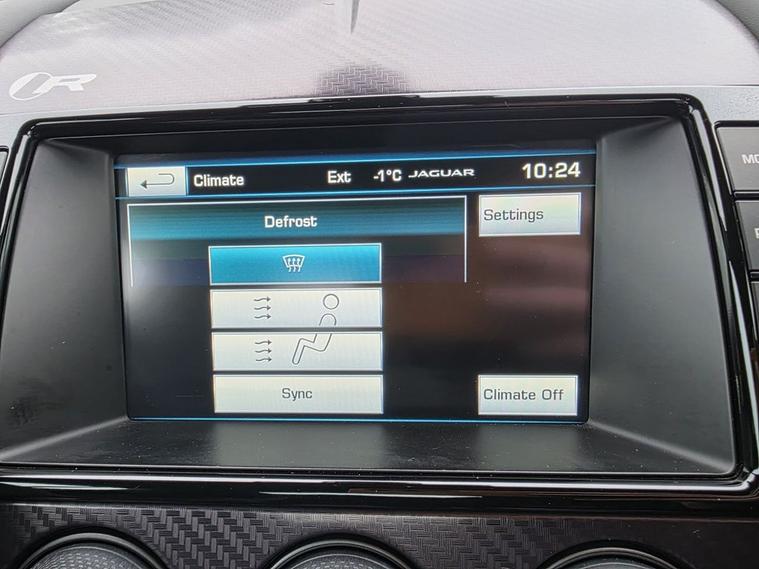 R
Climate Ext -1°C JAGUAR 10:24
Defrost
Settings
Sync
Climate Off